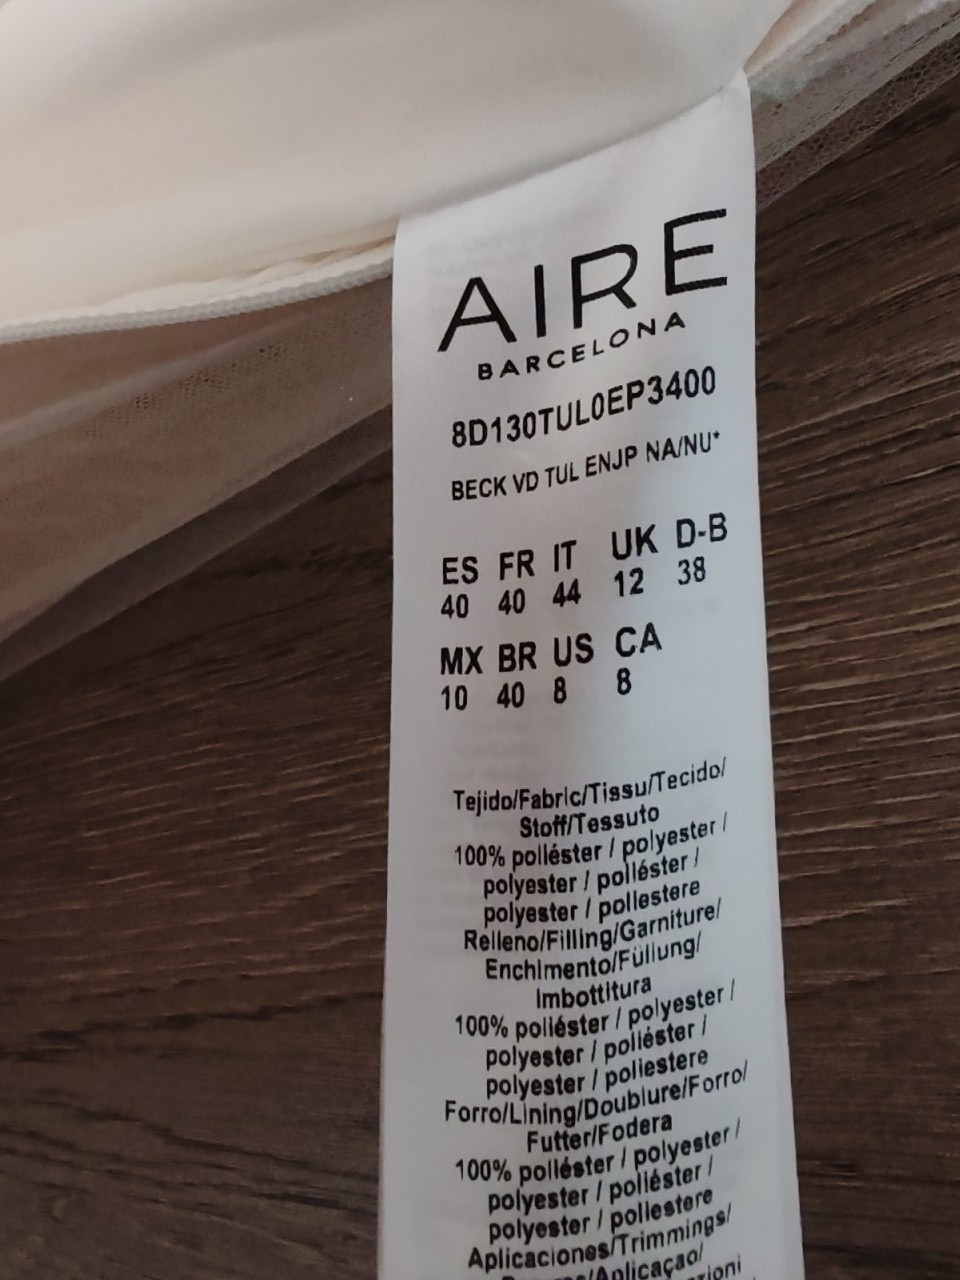 AIRE
BARCELONA
8D130TUL0EP3400
BECK VD TUL ENJP NA/NU*
ES FR IT UK D-B
40 40 44 12 38
MX BR US CA
10 40 8 8
Tejido/Fabric/Tissu/Tecido/
Stoff/Tessuto
100% poliéster / polyester /
polyester / poliéster /
polyester / poliestere
Relleno/Filling/Garniture/
Enchimento/Füllung/
Imbottitura
100% poliéster / polyester /
polyester / poliéster /
polyester / poliestere
Forro/Lining/Doublure/Forro/
Futter/Fodera
100% poliéster / polyester /
polyester / poliéster /
polyester / poliestere
Aplicaciones/Trimmings/